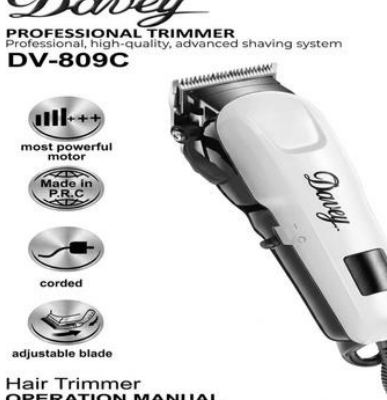 Davey
PROFESSIONAL TRIMMER
Professional, high-quality, advanced shaving system
DV-809C
most powerful
motor
Made in
P.R.C
Davey
corded
adjustable blade
Hair Trimmer
OPERATION MANUAL